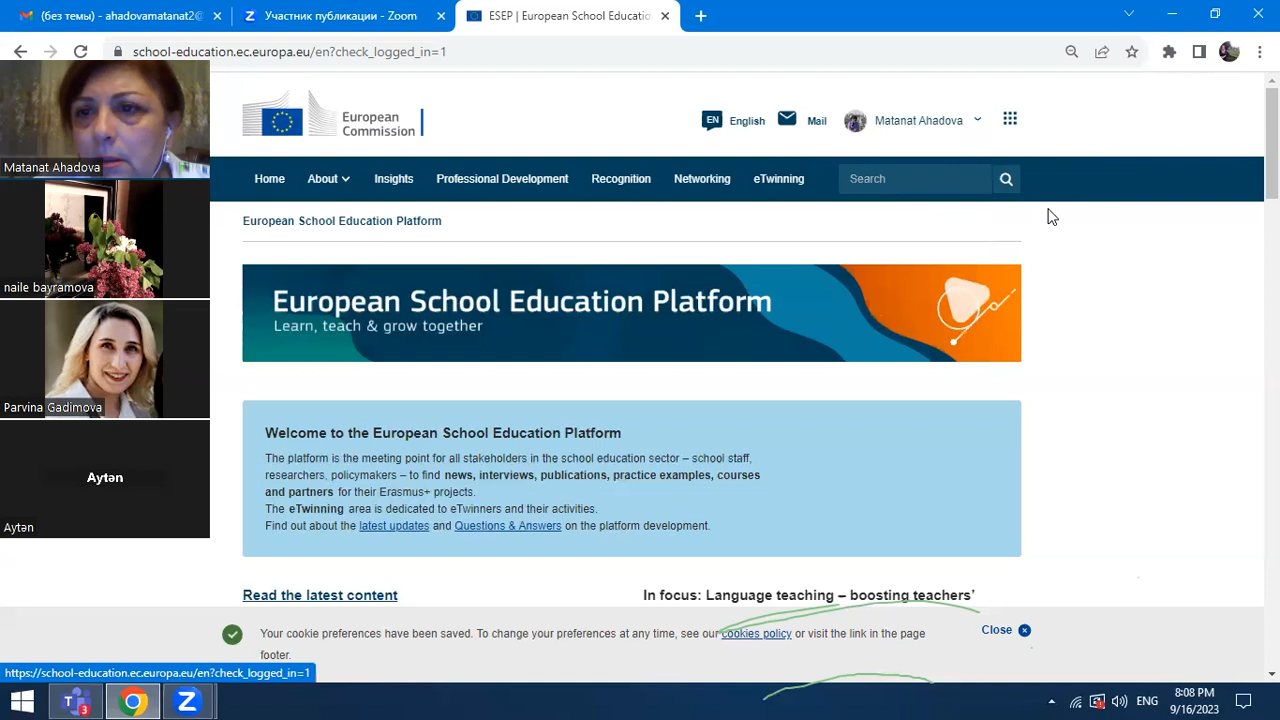 (без темы) - ahadovamatanat2@
Участник публикации - Zoom
ESEP | European School Educatio
school-education.ec.europa.eu/en?check_logged_in=1
European
Commission
EN English Mail Matanat Ahadova
Home About Insights Professional Development Recognition Networking eTwinning Search
European School Education Platform
European School Education Platform
Learn, teach & grow together
Welcome to the European School Education Platform
The platform is the meeting point for all stakeholders in the school education sector – school staff,
researchers, policymakers – to find news, interviews, publications, practice examples, courses
and partners for their Erasmus+ projects.
The eTwinning area is dedicated to eTwinners and their activities.
Find out about the latest updates and Questions & Answers on the platform development.
Read the latest content
In focus: Language teaching – boosting teachers’
Your cookie preferences have been saved. To change your preferences at any time, see our cookies policy or visit the link in the page
footer.
Close
https://school-education.ec.europa.eu/en?check_logged_in=1
Matanat Ahadova
naile bayramova
Parvina Gadimova
Aytən
Aytən
3
ENG
8:08 PM
9/16/2023